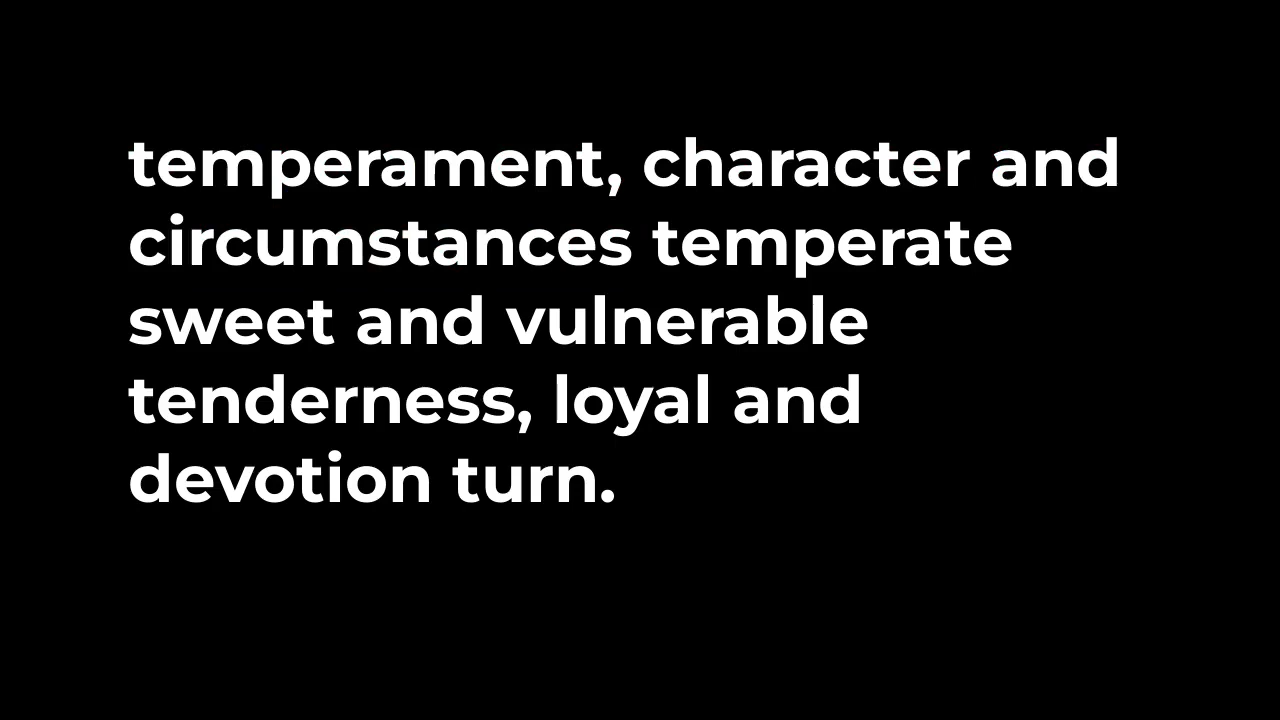 temperament, character and
circumstances temperate
sweet and vulnerable
tenderness, loyal and
devotion turn.